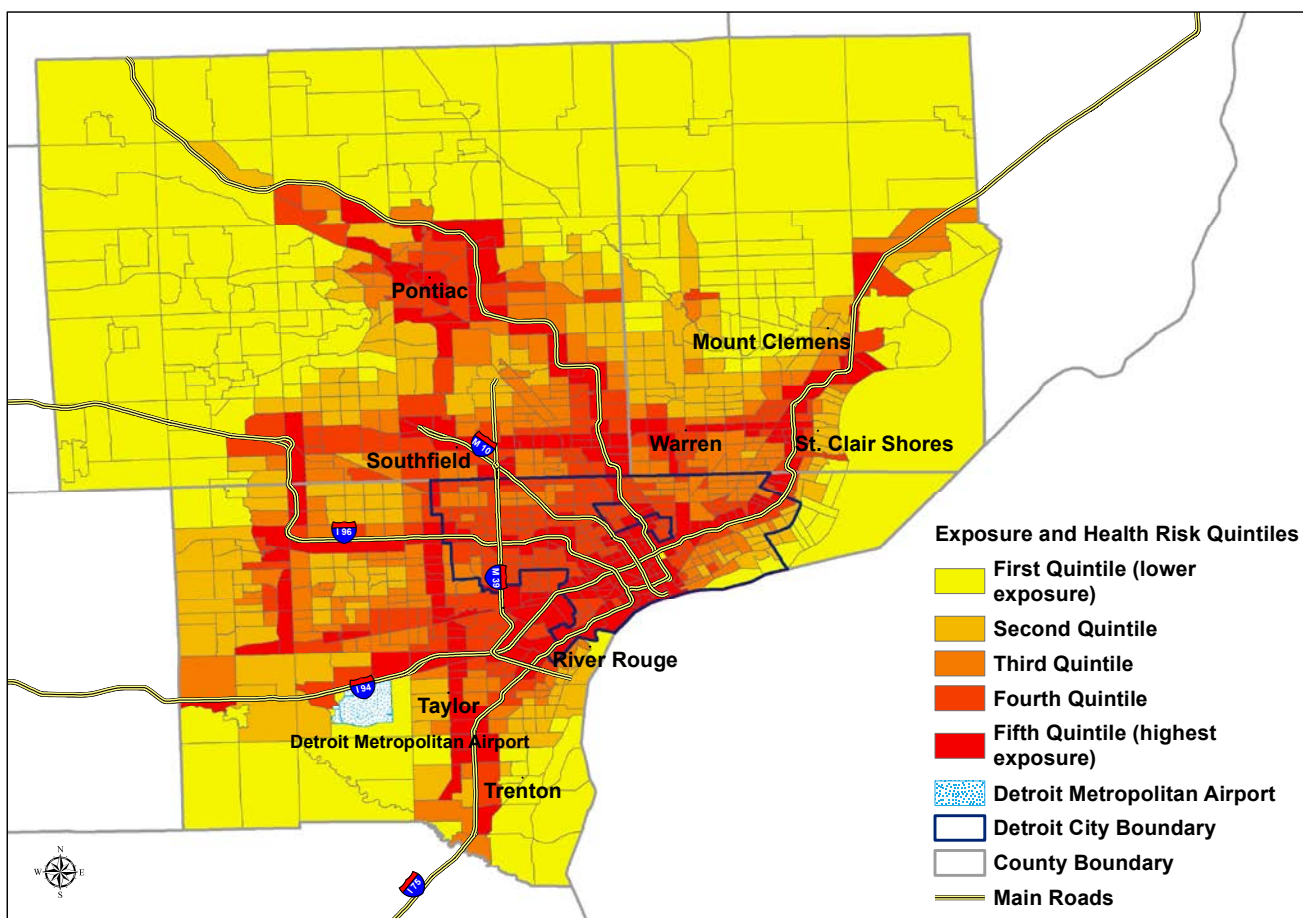 Pontiac
Mount Clemens
M 10
Warren
St. Clair Shores
Southfield
I 96
M 39
River Rouge
I 94
Taylor
Detroit Metropolitan Airport
Trenton
I 75
N
W E
S
Exposure and Health Risk Quintiles
First Quintile (lower
exposure)
Second Quintile
Third Quintile
Fourth Quintile
Fifth Quintile (highest
exposure)
Detroit Metropolitan Airport
Detroit City Boundary
County Boundary
Main Roads